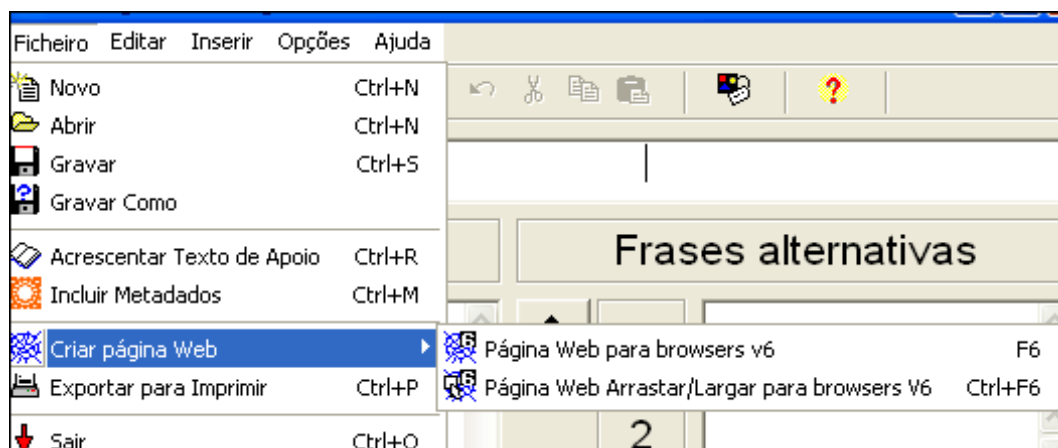 Ficheiro Editar Inserir Opções Ajuda
Novo Ctrl+N
Abrir Ctrl+N
Gravar Ctrl+S
Gravar Como
Acrescentar Texto de Apoio Ctrl+R
Incluir Metadados Ctrl+M
Criar página Web
Exportar para Imprimir Ctrl+P
Sair Ctrl+Q
Frases alternativas
Página Web para browsers v6 F6
Página Web Arrastar/Largar para browsers V6 Ctrl+F6
2